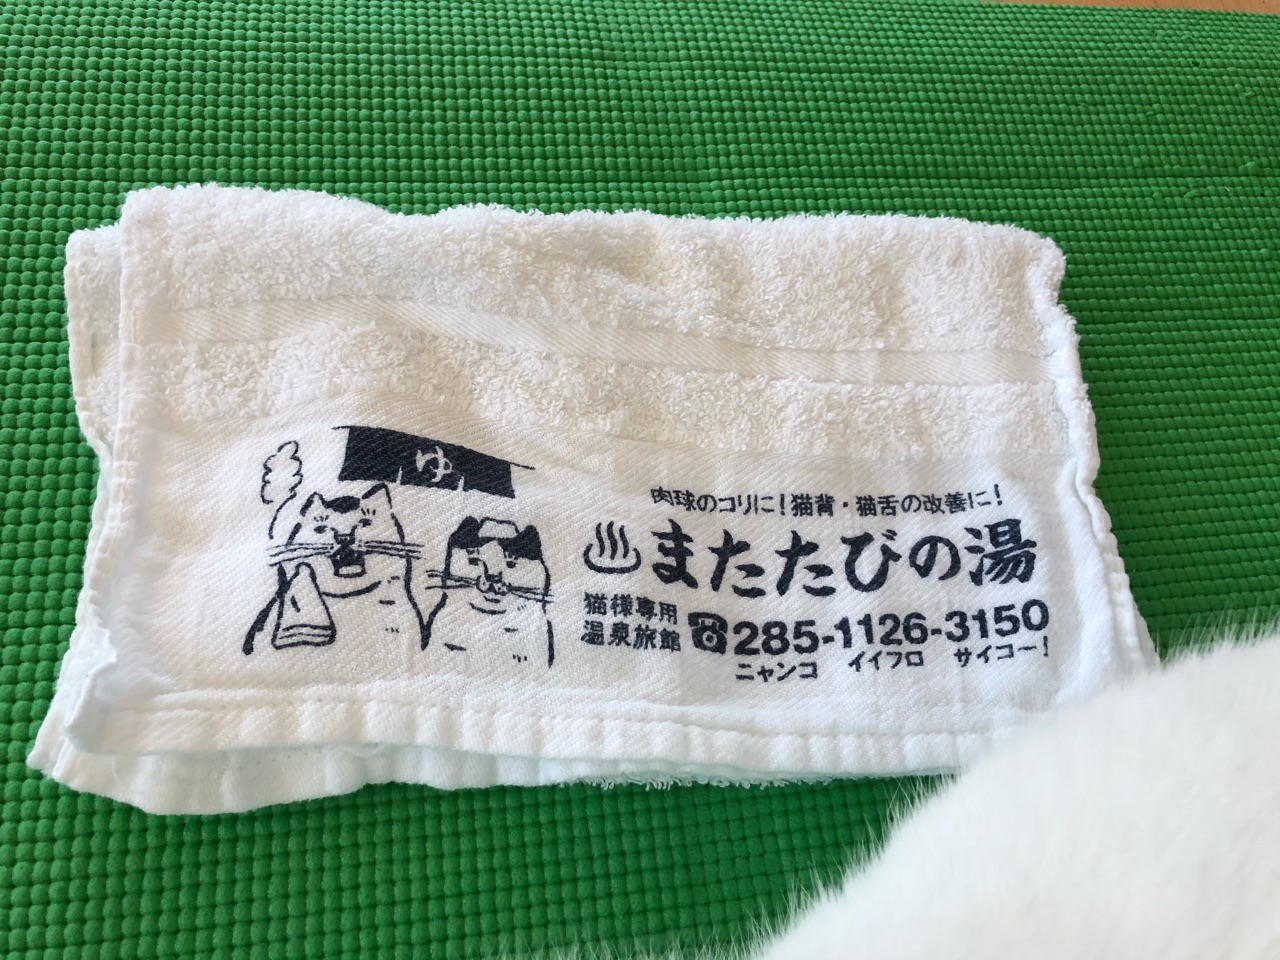 ゆ
肉球のコリに！猫背・猫舌の改善に！
♨またたびの湯
猫様専用
温泉旅館
☎285-1126-3150
ニャンコ イイフロ サイコー！